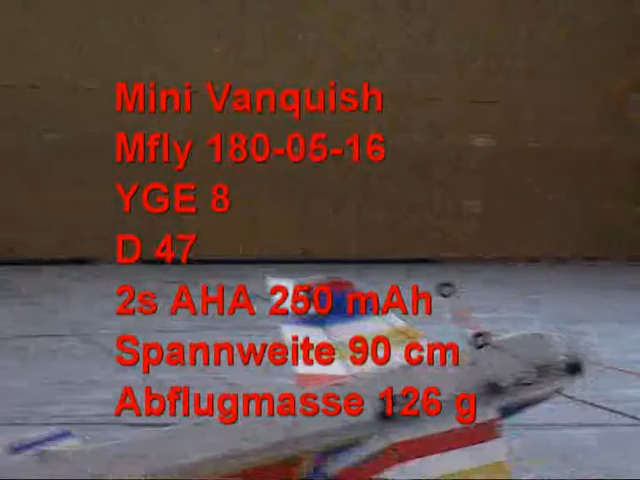 Mini Vanquish
Mfly 180-05-16
YGE 8
D 47
2s AHA 250 mAh
Spannweite 90 cm
Abflugmasse 126 g